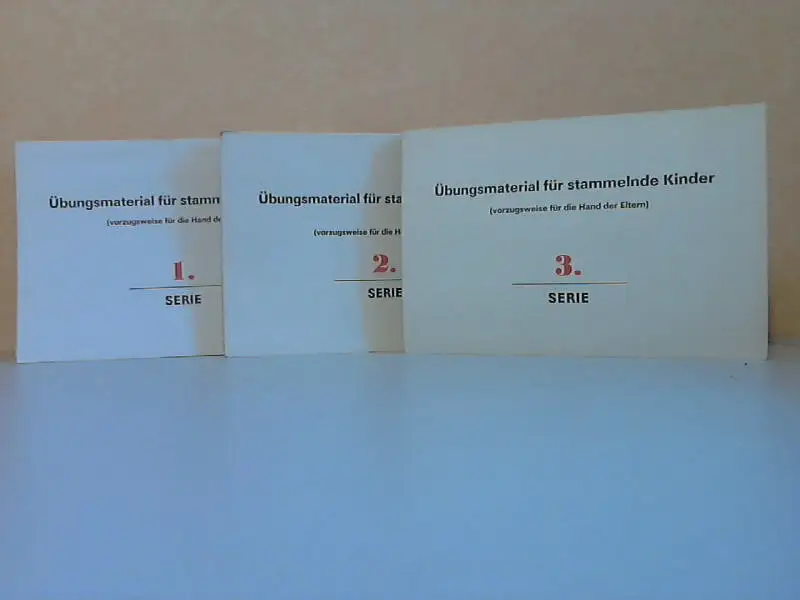 Übungsmaterial für stamm
(vorzugsweise für die Hand de
1.
SERIE
Übungsmaterial für sta
(vorzugsweise für die H
2.
SERIE
Übungsmaterial für stammelnde Kinder
(vorzugsweise für die Hand der Eltern)
3.
SERIE